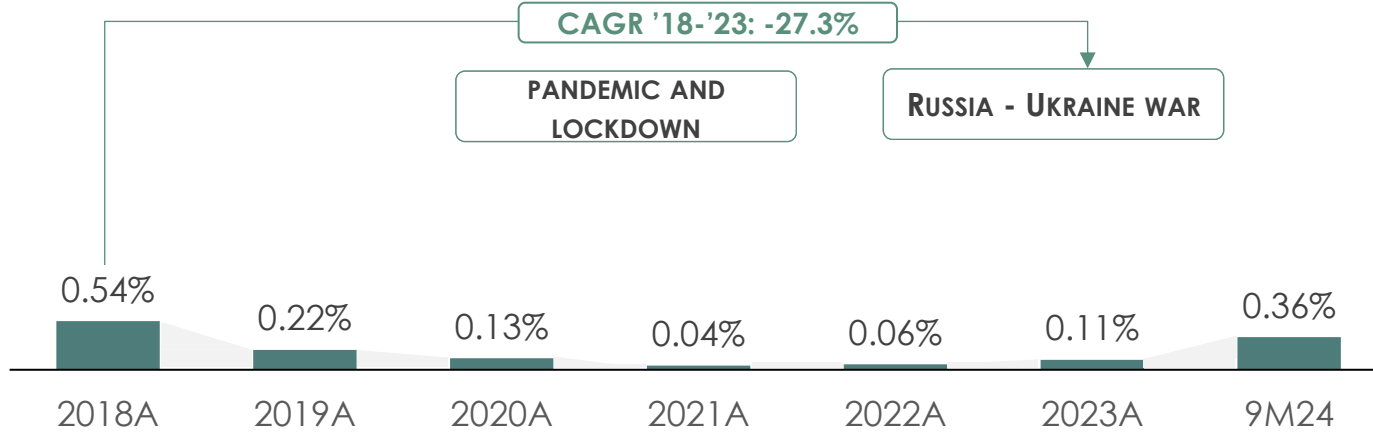 CAGR ’18-’23: -27.3%
PANDEMIC AND
LOCKDOWN
RUSSIA - UKRAINE WAR
0.54%
0.22%
0.13%
0.04%
0.06%
0.11%
0.36%
2018A
2019A
2020A
2021A
2022A
2023A
9M24